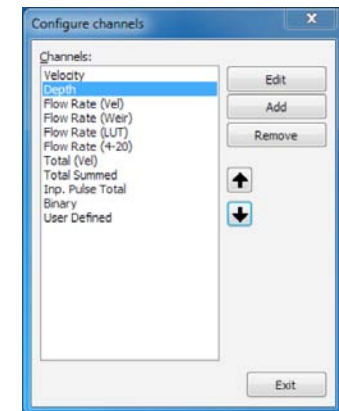 Configure channels
x
Channels:
Velocity
Depth
Flow Rate (Vel)
Flow Rate (Weir)
Flow Rate (LUT)
Flow Rate (4-20)
Total (Vel)
Total Summed
Inp. Pulse Total
Binary
User Defined
Edit
Add
Remove
Exit